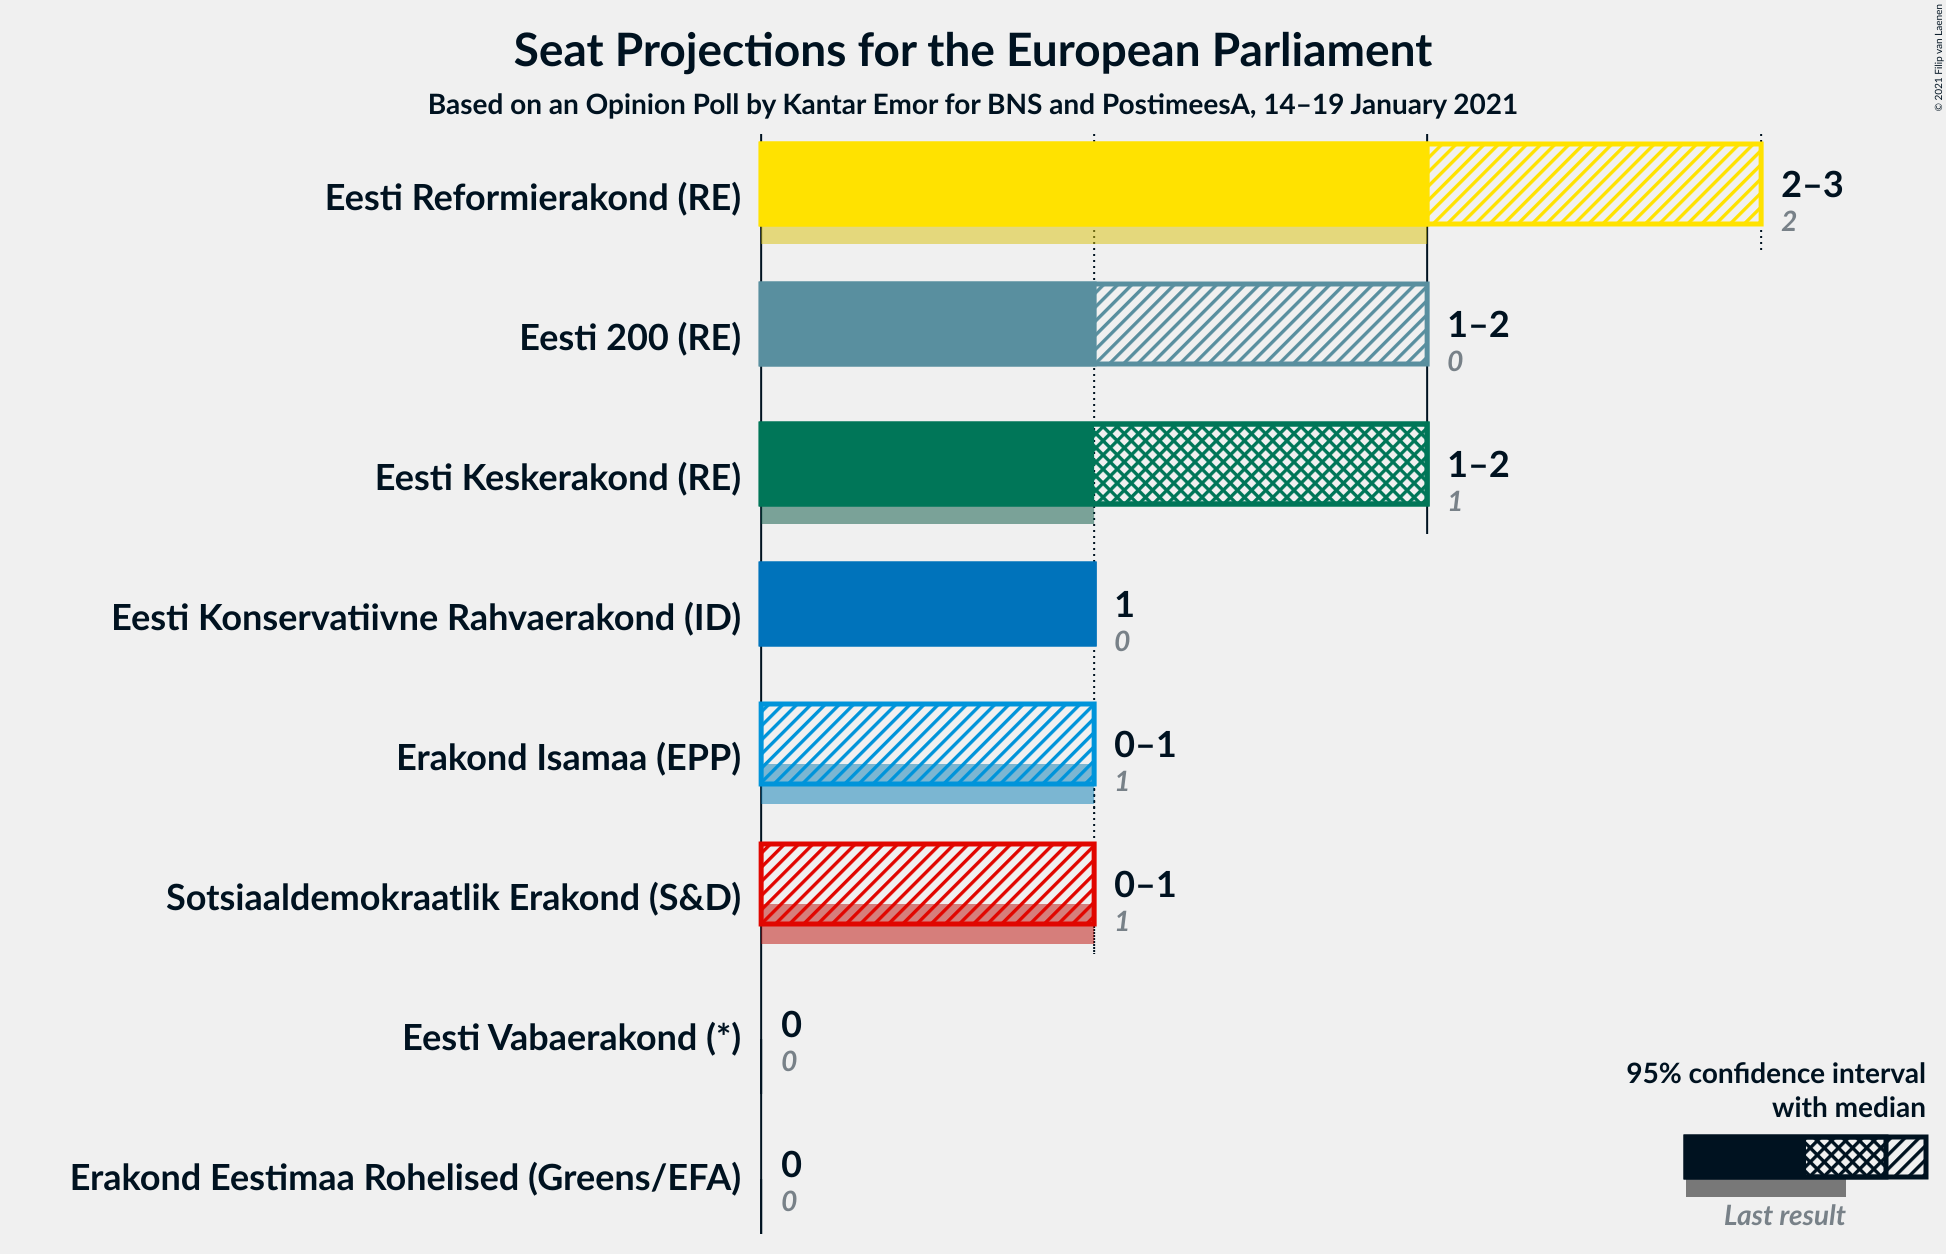 Seat Projections for the European Parliament
Based on an Opinion Poll by Kantar Emor for BNS and PostimeesA, 14–19 January 2021
© 2021 Filip van Laenen
Eesti Reformierakond (RE)
2–3
2
Eesti 200 (RE)
1–2
0
Eesti Keskerakond (RE)
1–2
1
Eesti Konservatiivne Rahvaerakond (ID)
1
0
Erakond Isamaa (EPP)
0–1
1
Sotsiaaldemokraatlik Erakond (S&D)
0–1
1
Eesti Vabaerakond (*)
0
0
Erakond Eestimaa Rohelised (Greens/EFA)
0
0
95% confidence interval
with median
Last result